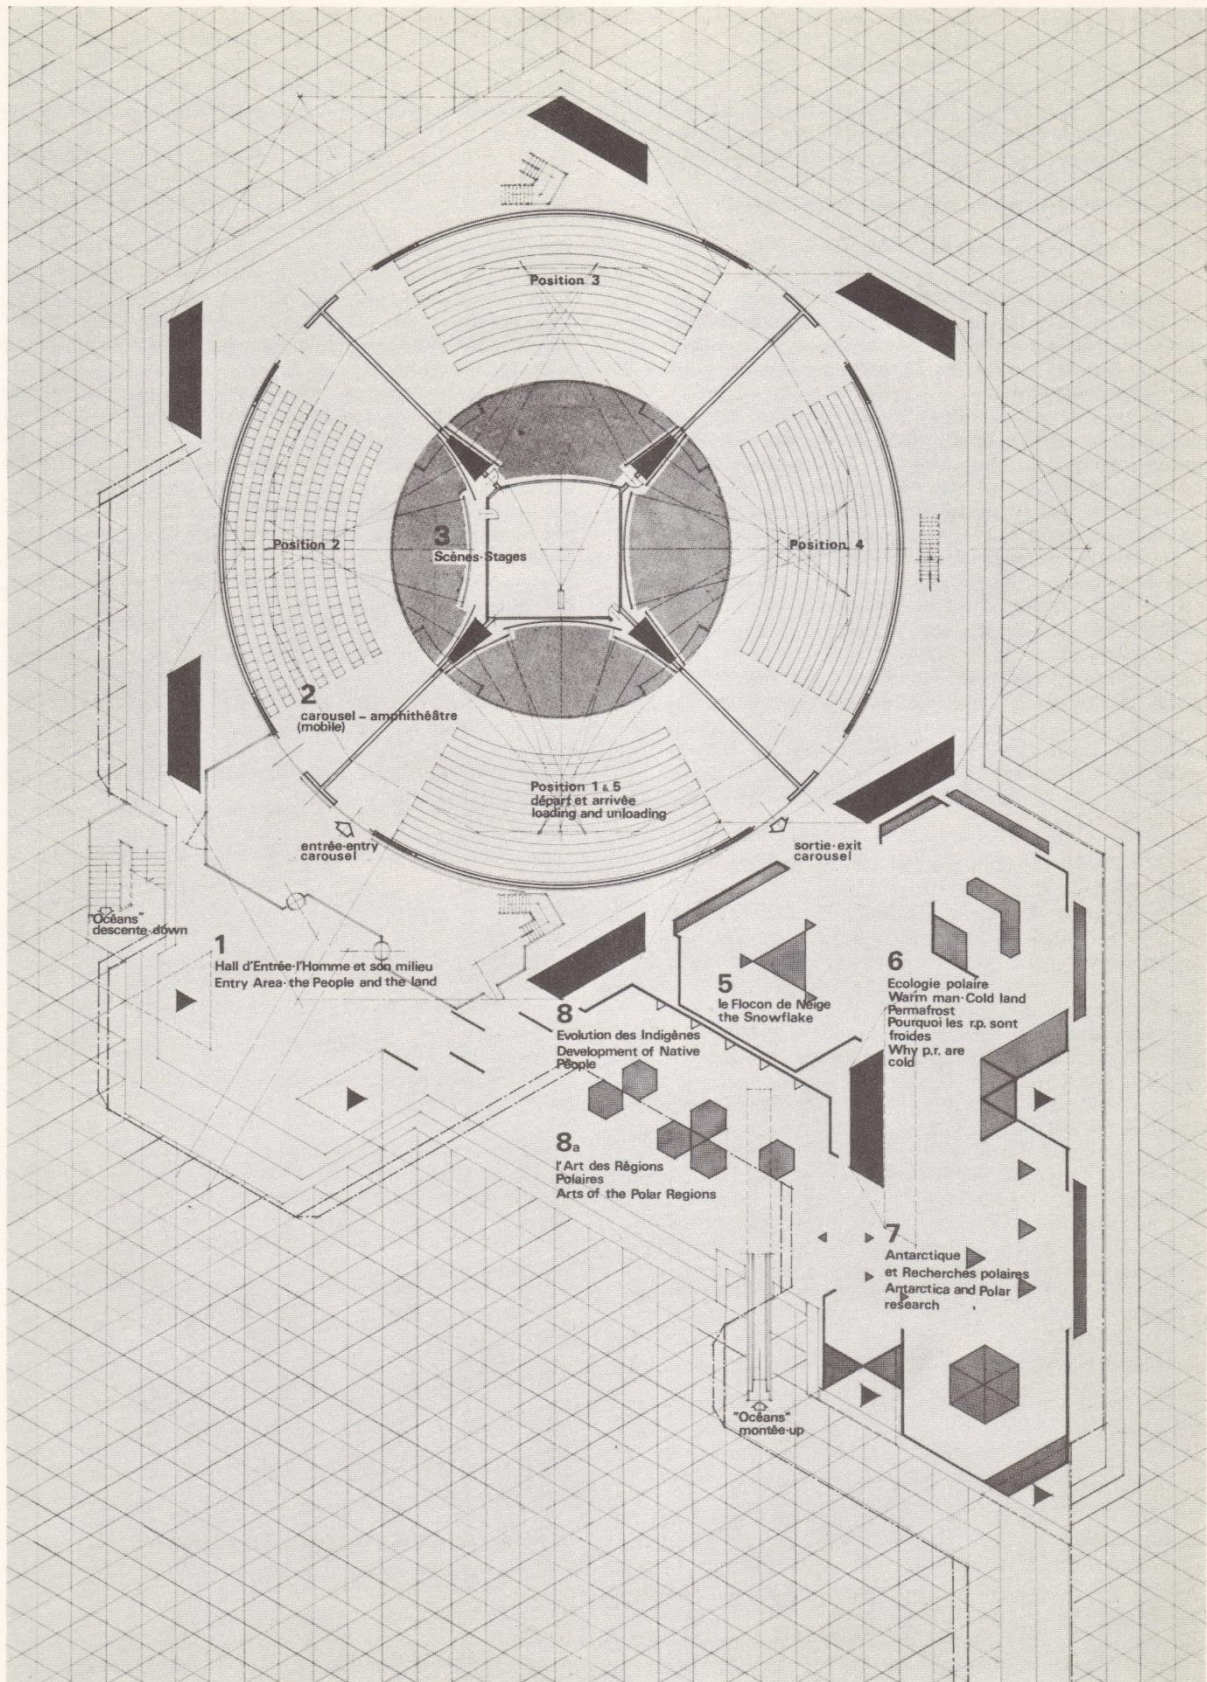 Position 3
Position 2
3
Scènes·Stages
Position 4
2
carousel – amphithéâtre
(mobile)
Position 1 & 5
départ et arrivée
loading and unloading
entrée·entry
carousel
sortie·exit
carousel
"Océans"
descente·down
1
Hall d'Entrée·l'Homme et son milieu
Entry Area·the People and the land
5
le Flocon de Neige
the Snowflake
6
Ecologie polaire
Warm man·Cold land
Permafrost
Pourquoi les r.p. sont
froides
Why p.r. are
cold
8
Evolution des Indigènes
Development of Native
People
8a
l'Art des Régions
Polaires
Arts of the Polar Regions
7
Antarctique
et Recherches polaires
Antarctica and Polar
research
"Océans"
montée·up